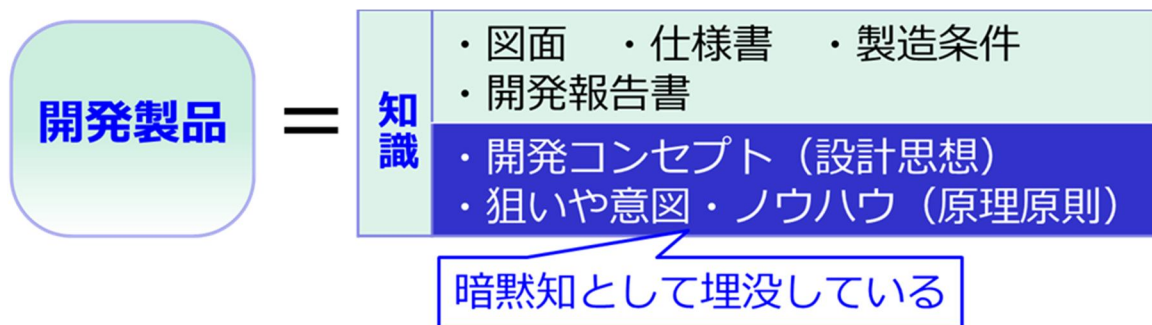 開発製品
=
知識
・図面 ・仕様書 ・製造条件
・開発報告書
・開発コンセプト（設計思想）
・狙いや意図・ノウハウ（原理原則）
暗黙知として埋没している